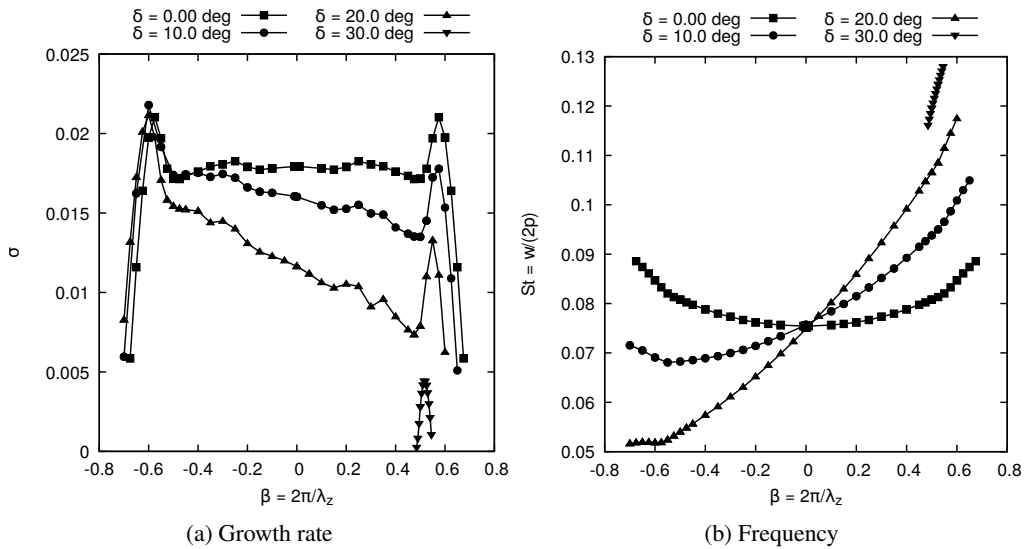 δ = 0.00 deg
δ = 10.0 deg
δ = 20.0 deg
δ = 30.0 deg
0.025
0.02
0.015
0.01
0.005
0
σ
-0.8 -0.6 -0.4 -0.2 0 0.2 0.4 0.6 0.8
β = 2π/λz
(a) Growth rate
δ = 0.00 deg
δ = 10.0 deg
δ = 20.0 deg
δ = 30.0 deg
0.13
0.12
0.11
0.1
0.09
0.08
0.07
0.06
0.05
St = w/(2p)
-0.8 -0.6 -0.4 -0.2 0 0.2 0.4 0.6 0.8
β = 2π/λz
(b) Frequency